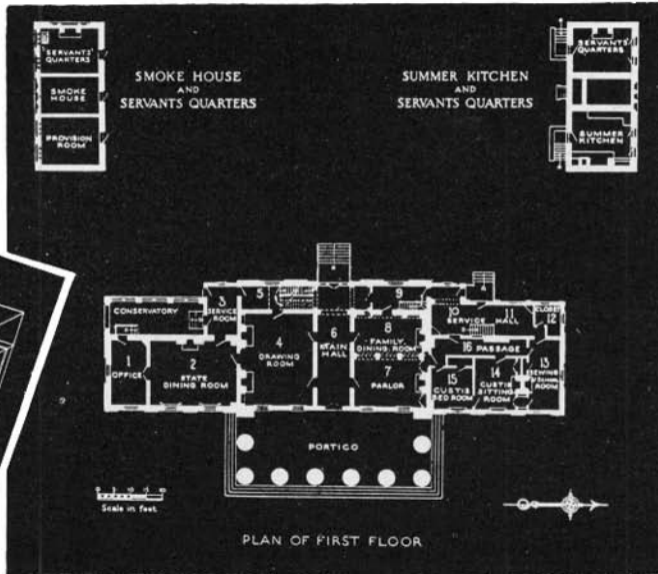 SERVANTS'
QUARTERS
SMOKE
HOUSE
PROVISION
ROOM
SMOKE HOUSE
AND
SERVANTS QUARTERS
SUMMER KITCHEN
AND
SERVANTS QUARTERS
SERVANTS'
QUARTERS
SUMMER
KITCHEN
CONSERVATORY
3
SERVICE
ROOM
5
9
10
SERVICE HALL
11
CLOSET
12
1
OFFICE
2
STATE
DINING ROOM
4
DRAWING
ROOM
6
MAIN
HALL
8
FAMILY
DINING ROOM
7
PARLOR
16 PASSAGE
15
CUSTIS
BED ROOM
14
CUSTIS
SITTING
ROOM
13
SEWING
& SCHOOL
ROOM
PORTICO
Scale in feet
PLAN OF FIRST FLOOR